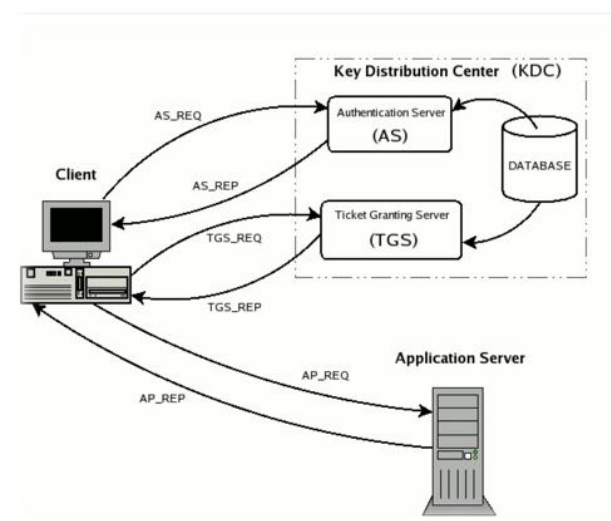 Key Distribution Center (KDC)
Authentication Server
(AS)
AS_REQ
DATABASE
Client
AS_REP
Ticket Granting Server
(TGS)
TGS_REQ
TGS_REP
Application Server
AP_REQ
AP_REP